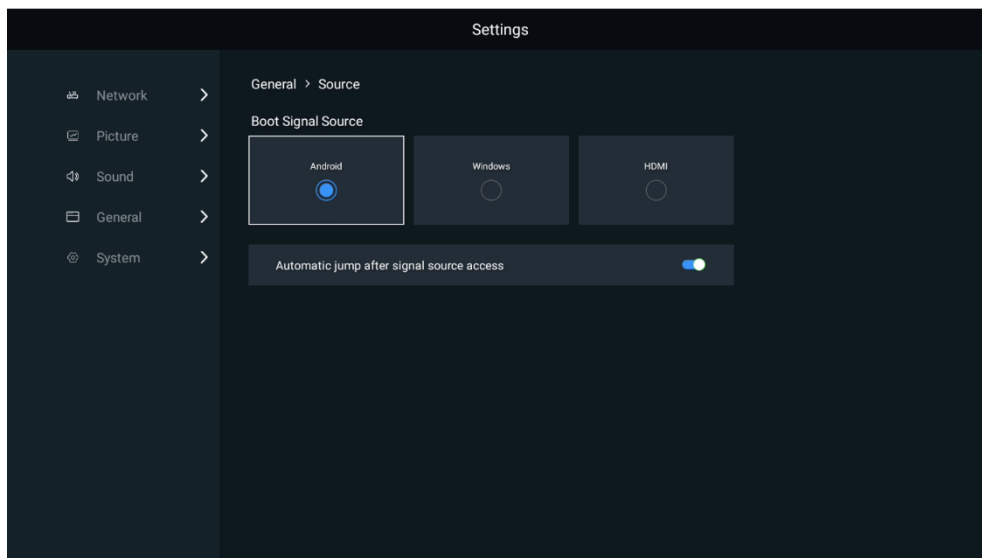 Settings
Network
Picture
Sound
General
System
General > Source
Boot Signal Source
Android
Windows
HDMI
Automatic jump after signal source access